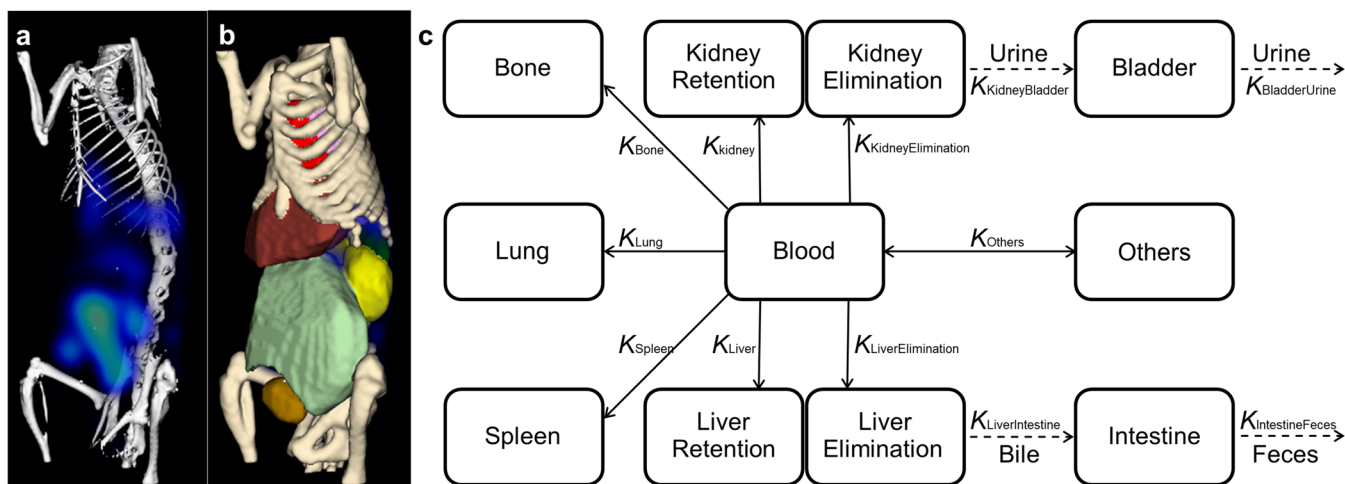 a
b
c
Bone
Kidney
Retention
Kidney
Elimination
Urine
KKidneyBladder
Bladder
Urine
KBladderUrine
KBone
Kkidney
KKidneyElimination
Lung
KLung
Blood
KOthers
Others
KSpleen
KLiver
KLiverElimination
Spleen
Liver
Retention
Liver
Elimination
KLiverIntestine
Bile
Intestine
KIntestineFeces
Feces